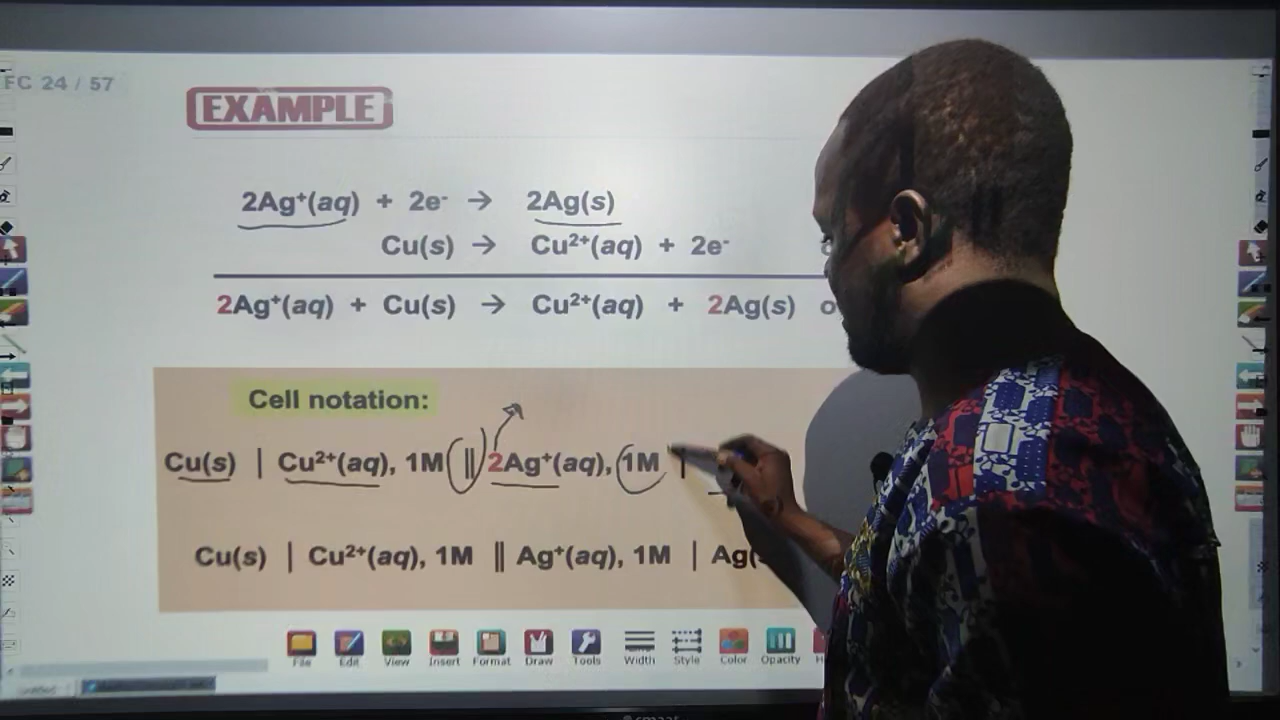 FC 24 / 57
EXAMPLE
2Ag⁺(aq) + 2e⁻ → 2Ag(s)
Cu(s) → Cu²⁺(aq) + 2e⁻
2Ag⁺(aq) + Cu(s) → Cu²⁺(aq) + 2Ag(s)
Cell notation:
Cu(s) | Cu²⁺(aq), 1M || 2Ag⁺(aq), 1M |
Cu(s) | Cu²⁺(aq), 1M || Ag⁺(aq), 1M | Ag(
File Edit View Insert Format Draw Tools Width Style Color Opacity